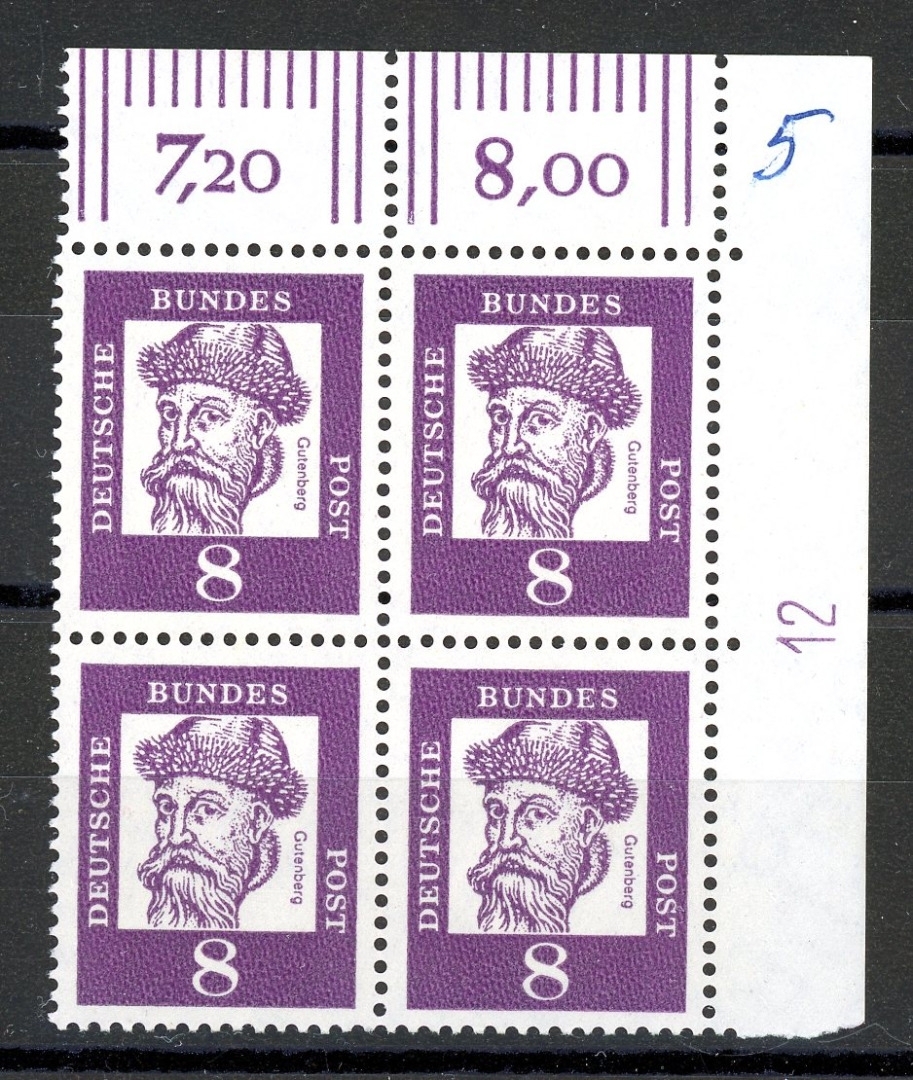 7,20
8,00
5
BUNDES
DEUTSCHE
POST
Gutenberg
8
BUNDES
DEUTSCHE
POST
Gutenberg
8
12
BUNDES
DEUTSCHE
POST
Gutenberg
8
BUNDES
DEUTSCHE
POST
Gutenberg
8